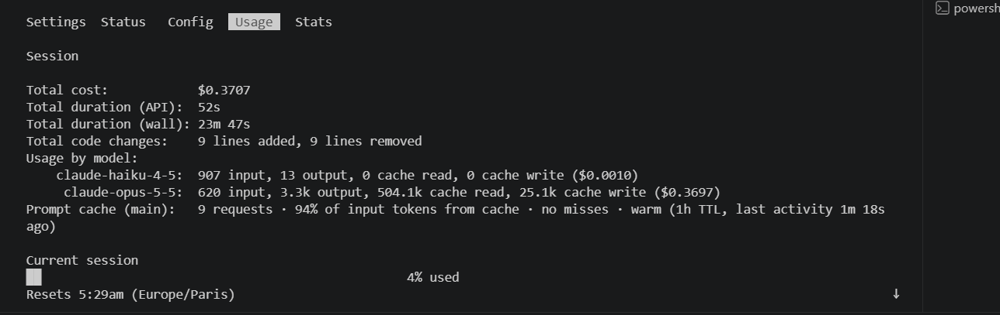 Settings Status Config Usage Stats
powersh
Session
Total cost: $0.3707
Total duration (API): 52s
Total duration (wall): 23m 47s
Total code changes: 9 lines added, 9 lines removed
Usage by model:
claude-haiku-4-5: 907 input, 13 output, 0 cache read, 0 cache write ($0.0010)
claude-opus-5-5: 620 input, 3.3k output, 504.1k cache read, 25.1k cache write ($0.3697)
Prompt cache (main): 9 requests · 94% of input tokens from cache · no misses · warm (1h TTL, last activity 1m 18s
ago)
Current session
4% used
Resets 5:29am (Europe/Paris) ↓